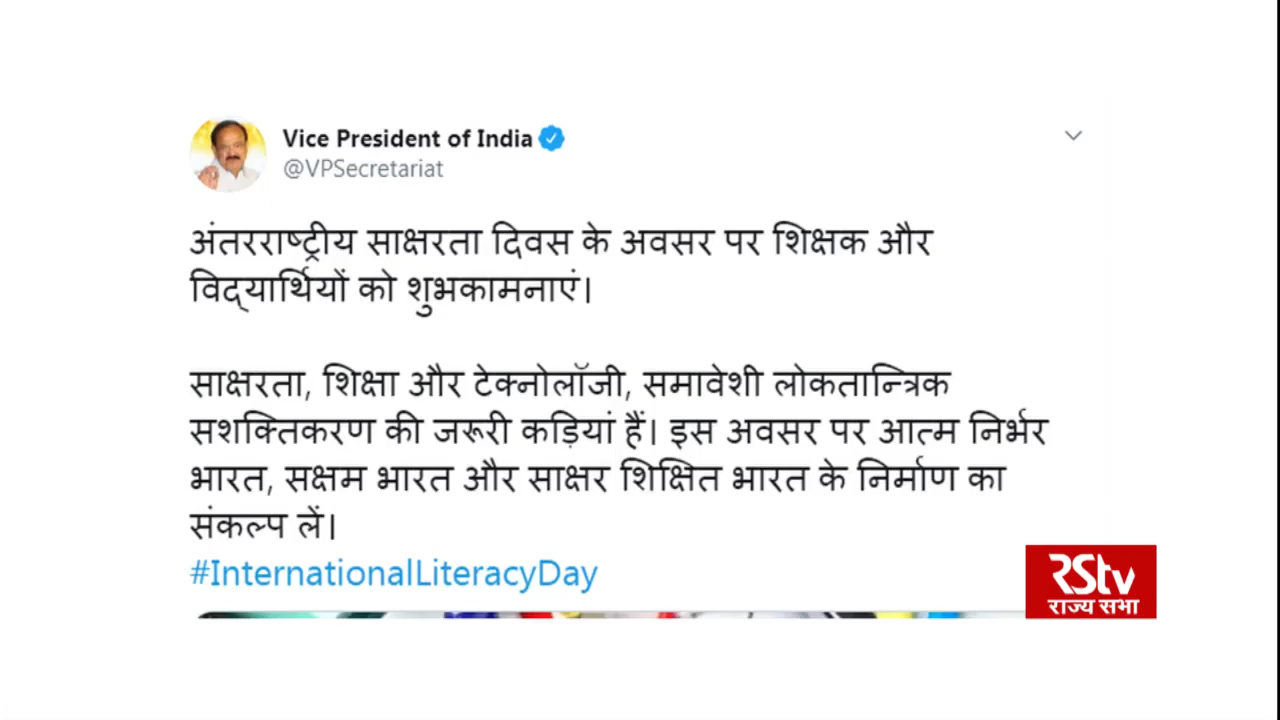 Vice President of India
@VPSecretariat
अंतरराष्ट्रीय साक्षरता दिवस के अवसर पर शिक्षक और
विद्यार्थियों को शुभकामनाएं।
साक्षरता, शिक्षा और टेक्नोलॉजी, समावेशी लोकतान्त्रिक
सशक्तिकरण की जरूरी कड़ियां हैं। इस अवसर पर आत्म निर्भर
भारत, सक्षम भारत और साक्षर शिक्षित भारत के निर्माण का
संकल्प लें।
#InternationalLiteracyDay
RStv
राज्य सभा